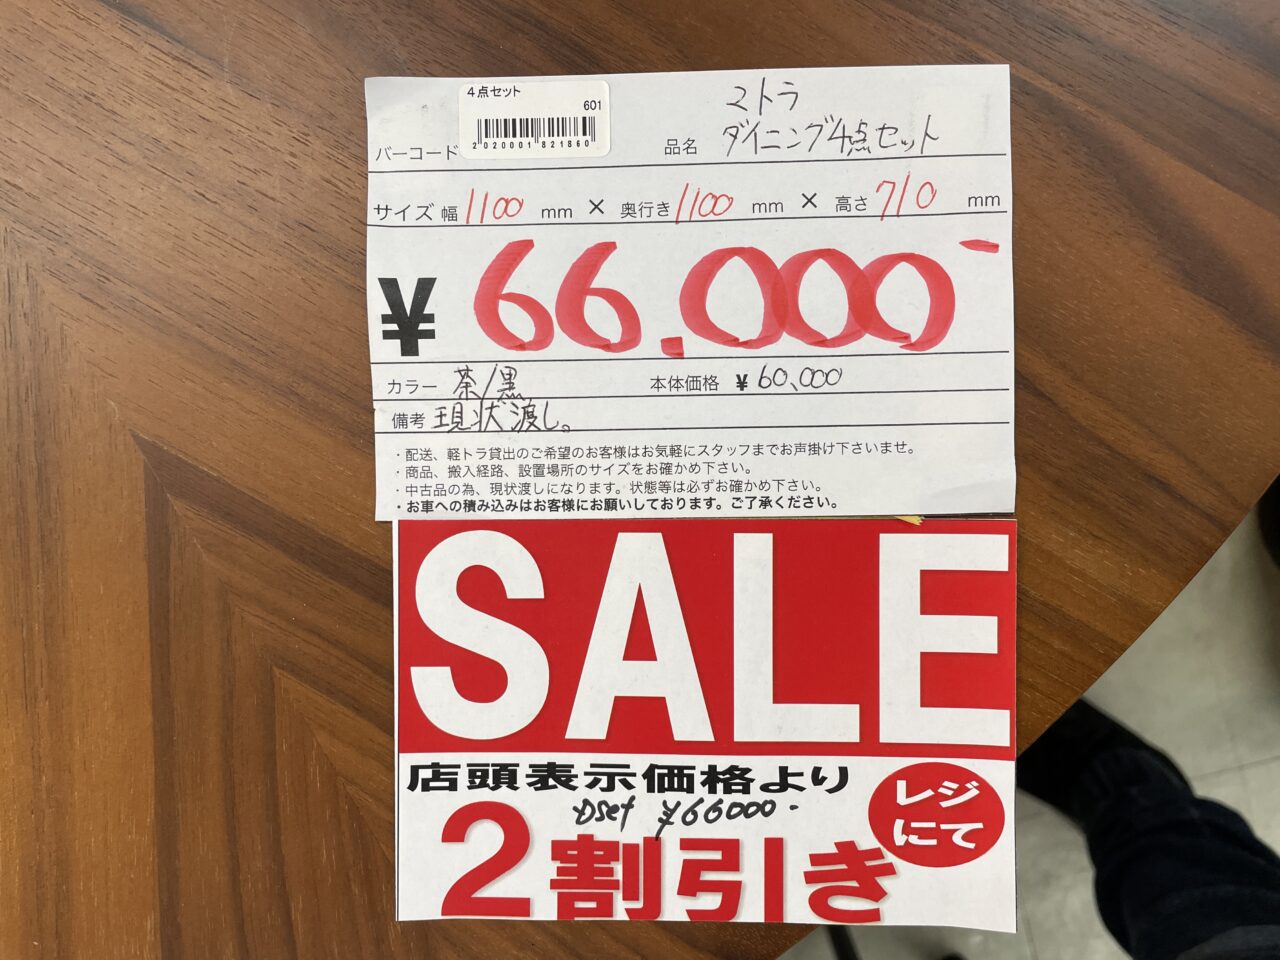 4点セット
601
2020001821860
バーコード
品名 マトラ
ダイニング4点セット
サイズ 幅 1100 mm × 奥行き 1100 mm × 高さ 710 mm
¥ 66.000-
カラー 茶/黒 本体価格 ¥ 60,000
備考 現状渡し。
・配送、軽トラ貸出のご希望のお客様はお気軽にスタッフまでお声掛け下さいませ。
・商品、搬入経路、設置場所のサイズをお確かめ下さい。
・中古品の為、現状渡しになります。状態等は必ずお確かめ下さい。
・お車への積み込みはお客様にお願いしております。ご了承ください。
SALE
店頭表示価格より
Dset ¥66000-
2割引き
レジ
にて